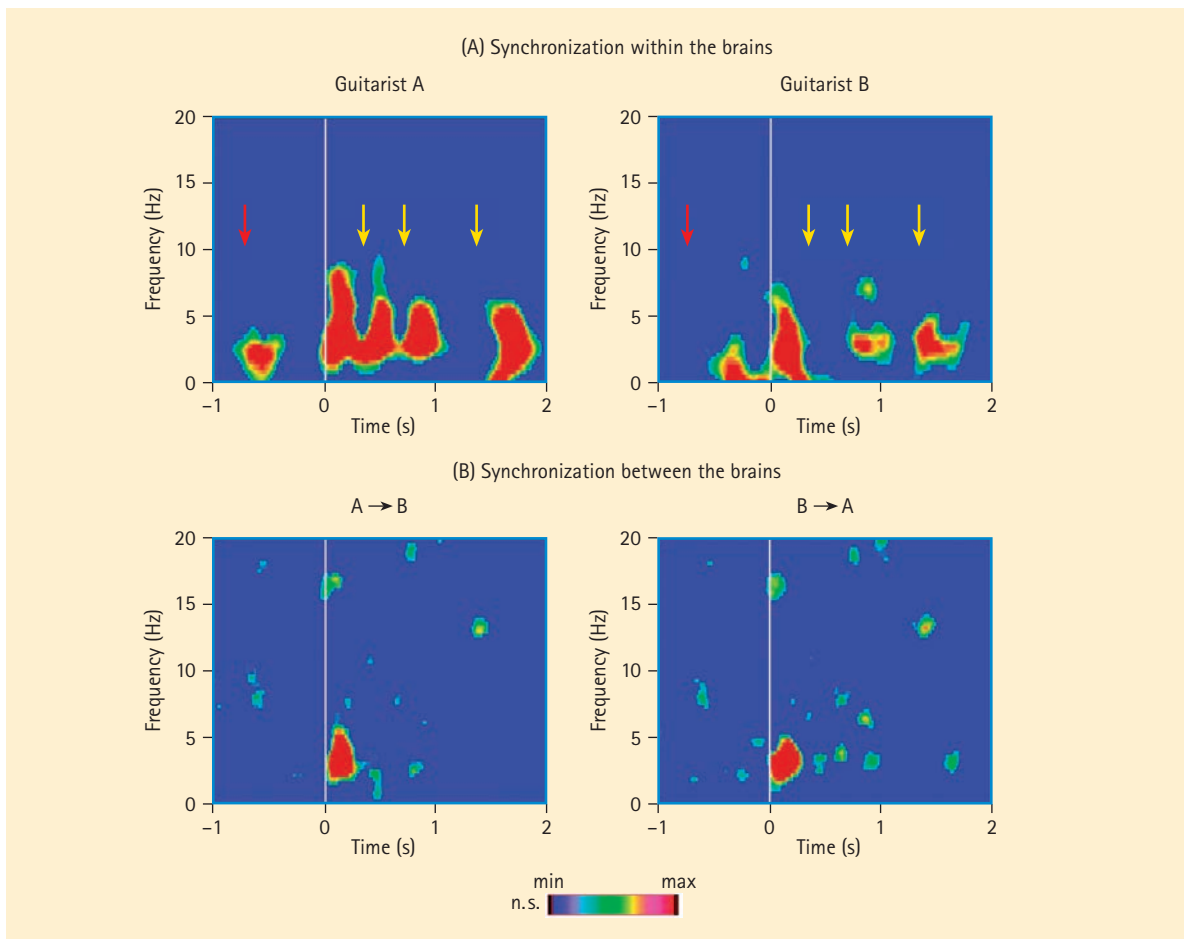 (A) Synchronization within the brains
Guitarist A
Guitarist B
20
15
10
5
0
Frequency (Hz)
−1
0
1
2
Time (s)
20
15
10
5
0
Frequency (Hz)
−1
0
1
2
Time (s)
(B) Synchronization between the brains
A → B
B → A
20
15
10
5
0
Frequency (Hz)
−1
0
1
2
Time (s)
20
15
10
5
0
Frequency (Hz)
−1
0
1
2
Time (s)
min max
n.s.